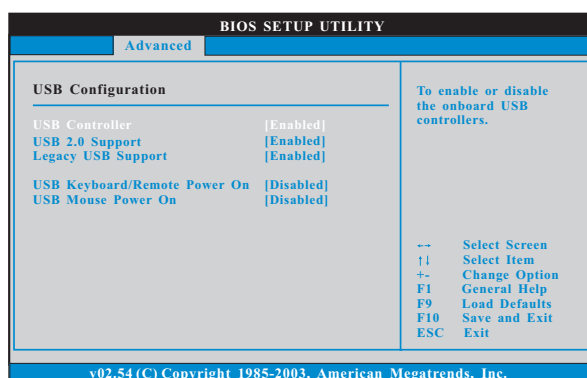 BIOS SETUP UTILITY
Advanced
USB Configuration
USB Controller [Enabled]
USB 2.0 Support [Enabled]
Legacy USB Support [Enabled]
USB Keyboard/Remote Power On [Disabled]
USB Mouse Power On [Disabled]
To enable or disable
the onboard USB
controllers.
←→ Select Screen
↑↓ Select Item
+- Change Option
F1 General Help
F9 Load Defaults
F10 Save and Exit
ESC Exit
v02.54 (C) Copyright 1985-2003, American Megatrends, Inc.